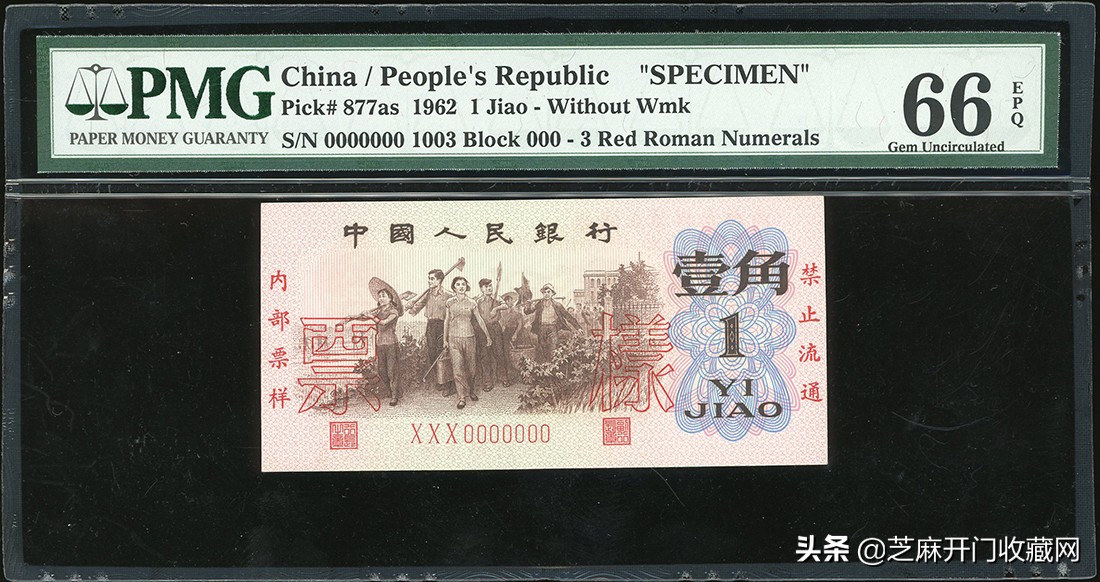 PMG
PAPER MONEY GUARANTY
China / People's Republic "SPECIMEN"
Pick# 877as 1962 1 Jiao - Without Wmk
S/N 0000000 1003 Block 000 - 3 Red Roman Numerals
66
EPQ
Gem Uncirculated
中國人民銀行
内部票样
票樣
壹角
1
YI
JIAO
禁止流通
XXX0000000
头条 @芝麻开门收藏网